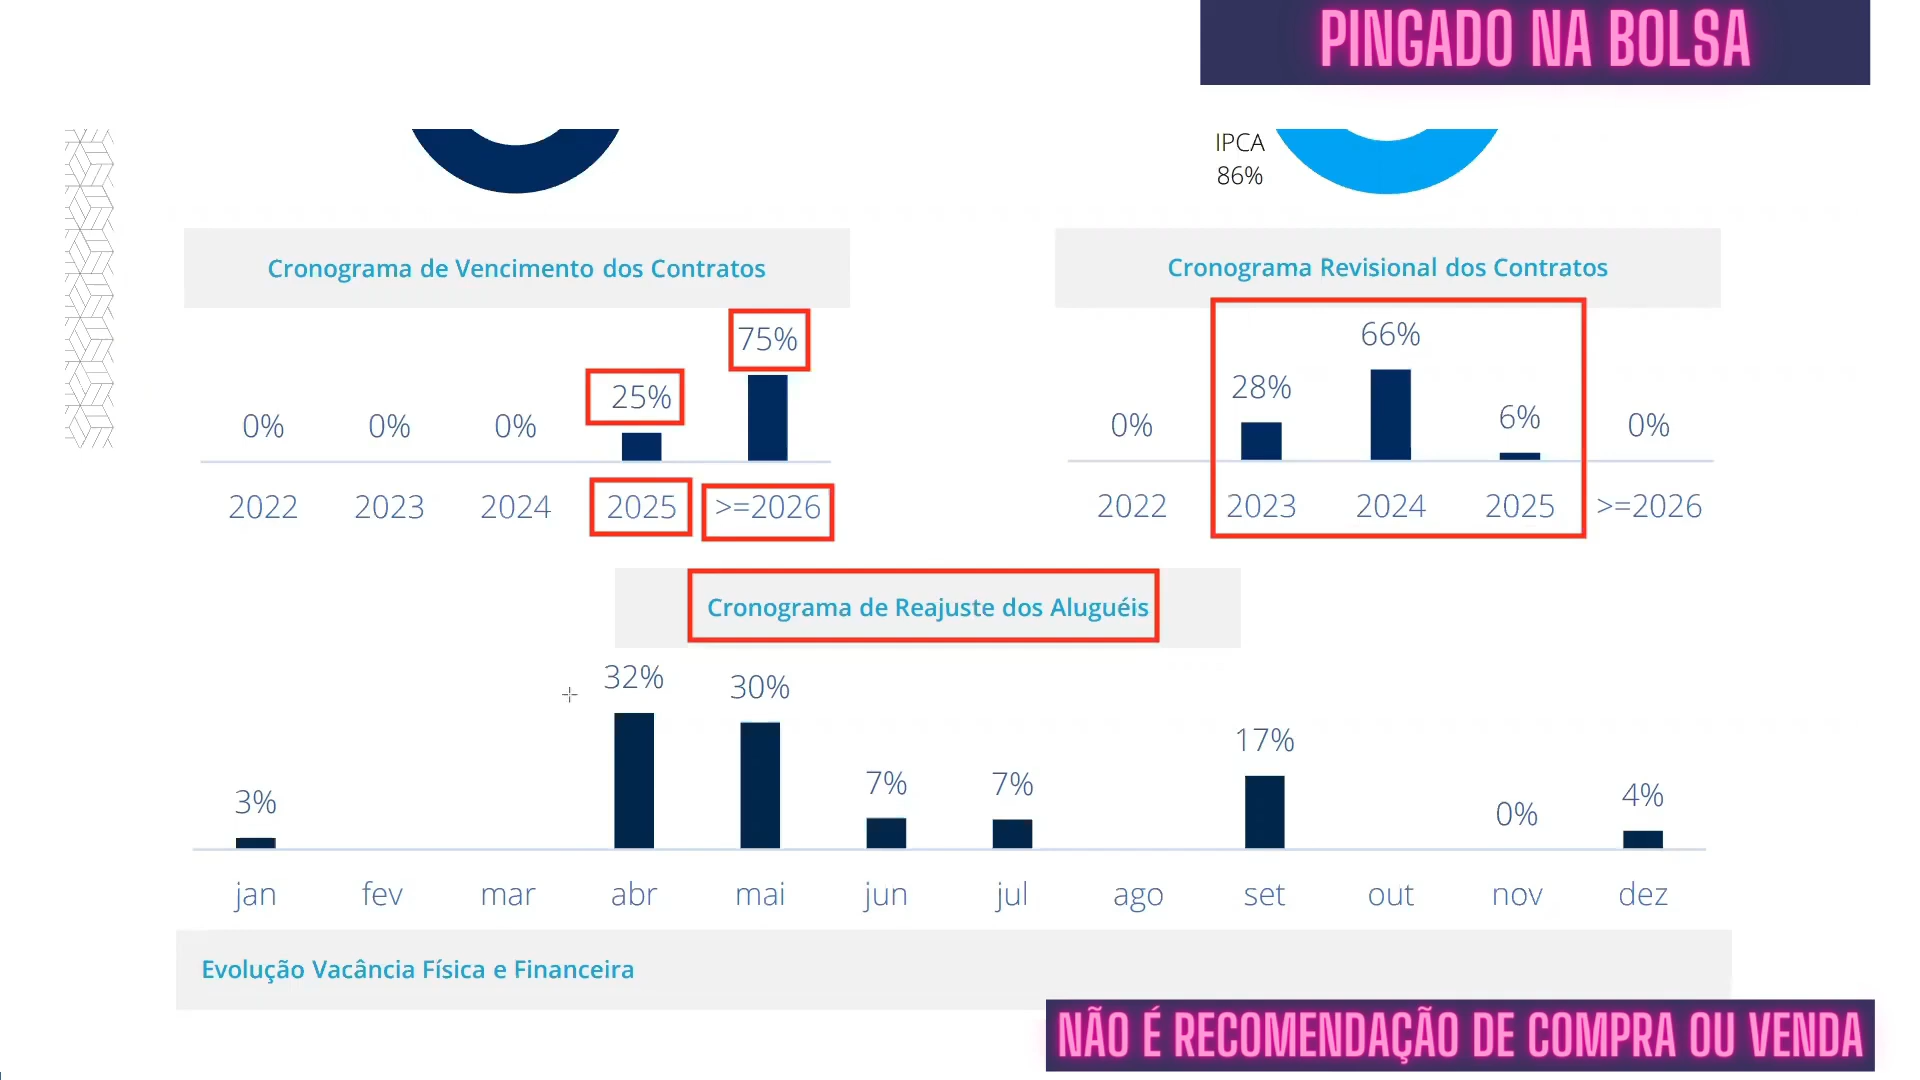 PINGADO NA BOLSA
IPCA
86%
Cronograma de Vencimento dos Contratos
75%
25%
0% 0% 0%
2022 2023 2024 2025 >=2026
Cronograma Revisional dos Contratos
66%
28%
6%
0% 0%
2022 2023 2024 2025 >=2026
Cronograma de Reajuste dos Aluguéis
32%
30%
17%
7% 7%
4%
3%
0%
jan fev mar abr mai jun jul ago set out nov dez
Evolução Vacância Física e Financeira
NÃO É RECOMENDAÇÃO DE COMPRA OU VENDA